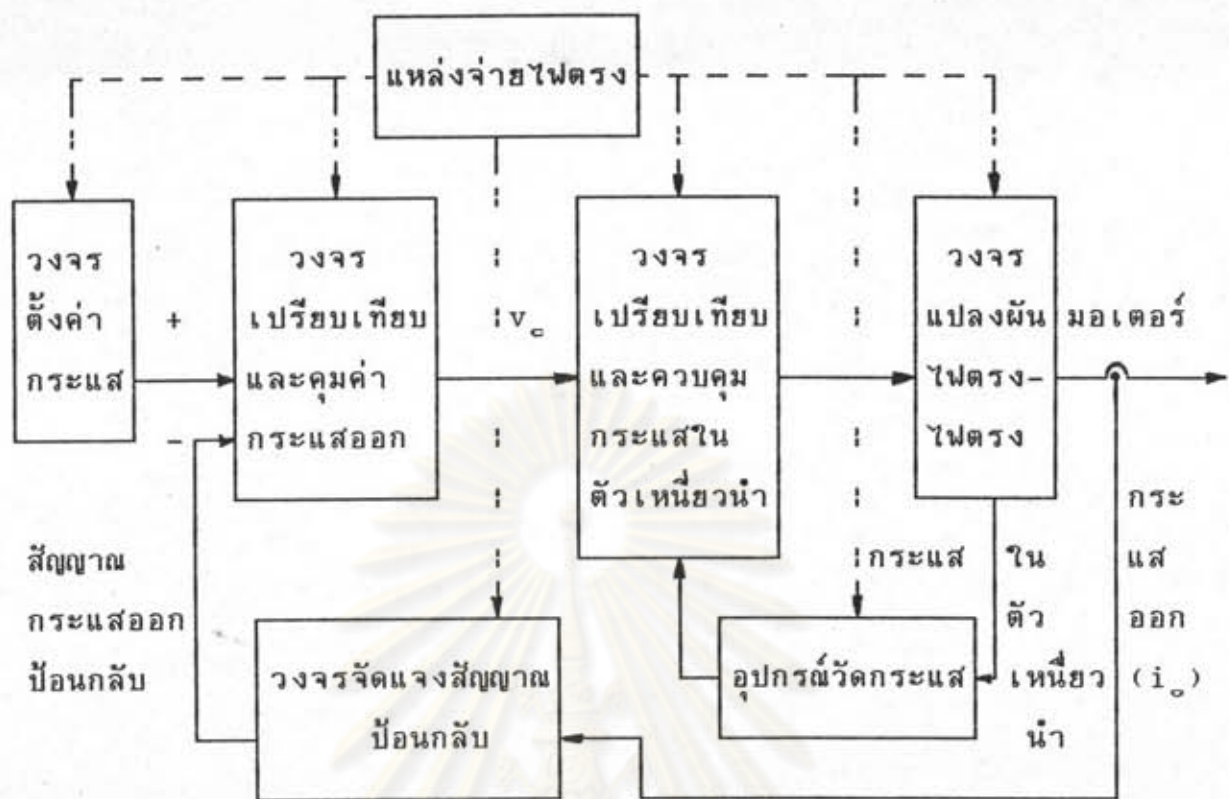 แหล่งจ่ายไฟตรง
วงจร
ตั้งค่า
กระแส
+
-
วงจร
เปรียบเทียบ
และคุมค่า
กระแสออก
v_c
วงจร
เปรียบเทียบ
และควบคุม
กระแสใน
ตัวเหนี่ยวนำ
วงจร
แปลงผัน
ไฟตรง-
ไฟตรง
มอเตอร์
สัญญาณ
กระแสออก
ป้อนกลับ
วงจรจัดแจงสัญญาณ
ป้อนกลับ
อุปกรณ์วัดกระแส
กระแส ใน
ตัว
เหนี่ยว
นำ
กระ
แส
ออก
(i_o)